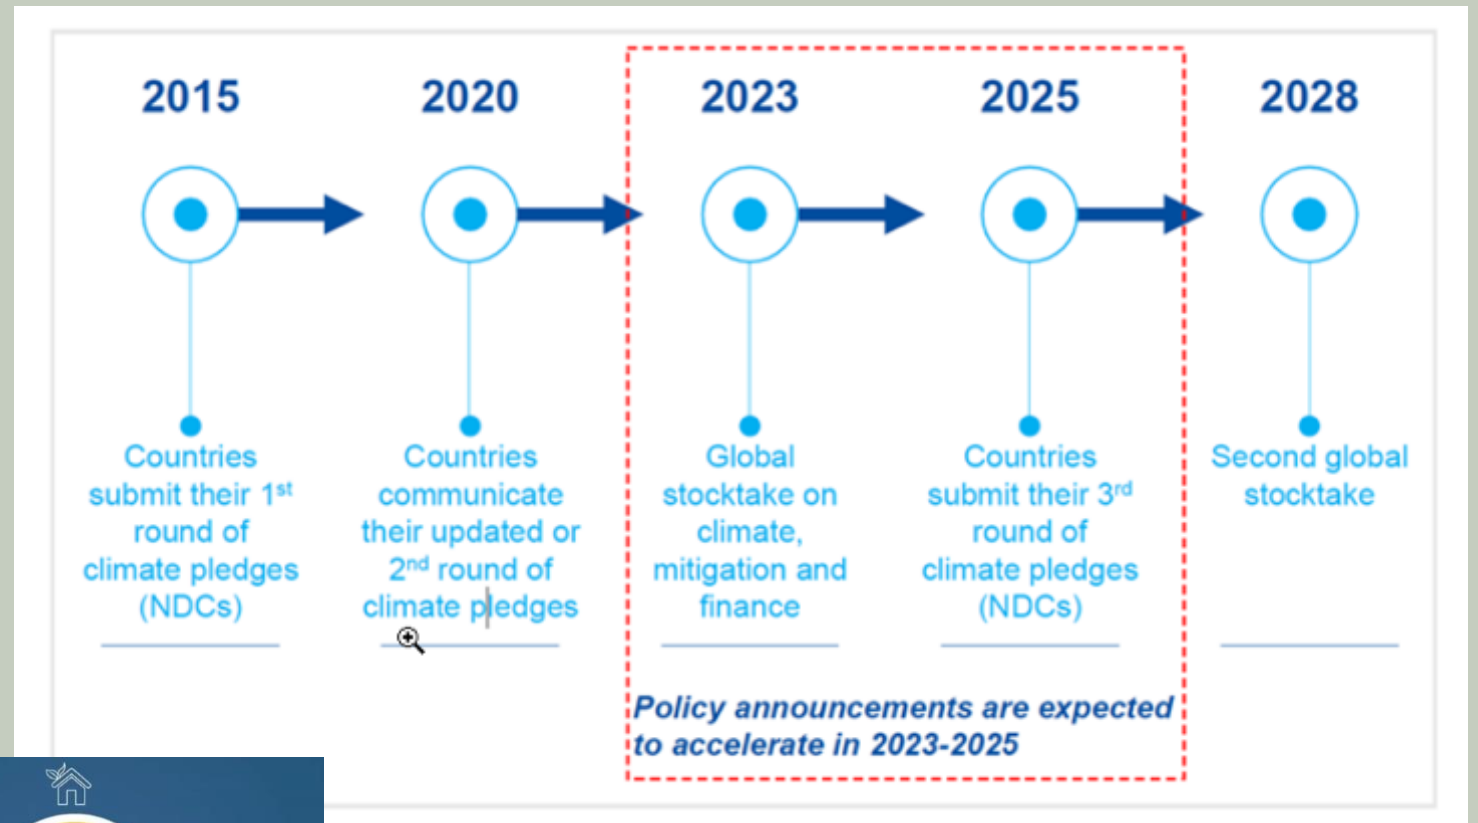 2015
2020
2023
2025
2028
Countries
submit their 1st
round of
climate pledges
(NDCs)
Countries
communicate
their updated or
2nd round of
climate pledges
Global
stocktake on
climate,
mitigation and
finance
Countries
submit their 3rd
round of
climate pledges
(NDCs)
Second global
stocktake
Policy announcements are expected
to accelerate in 2023-2025